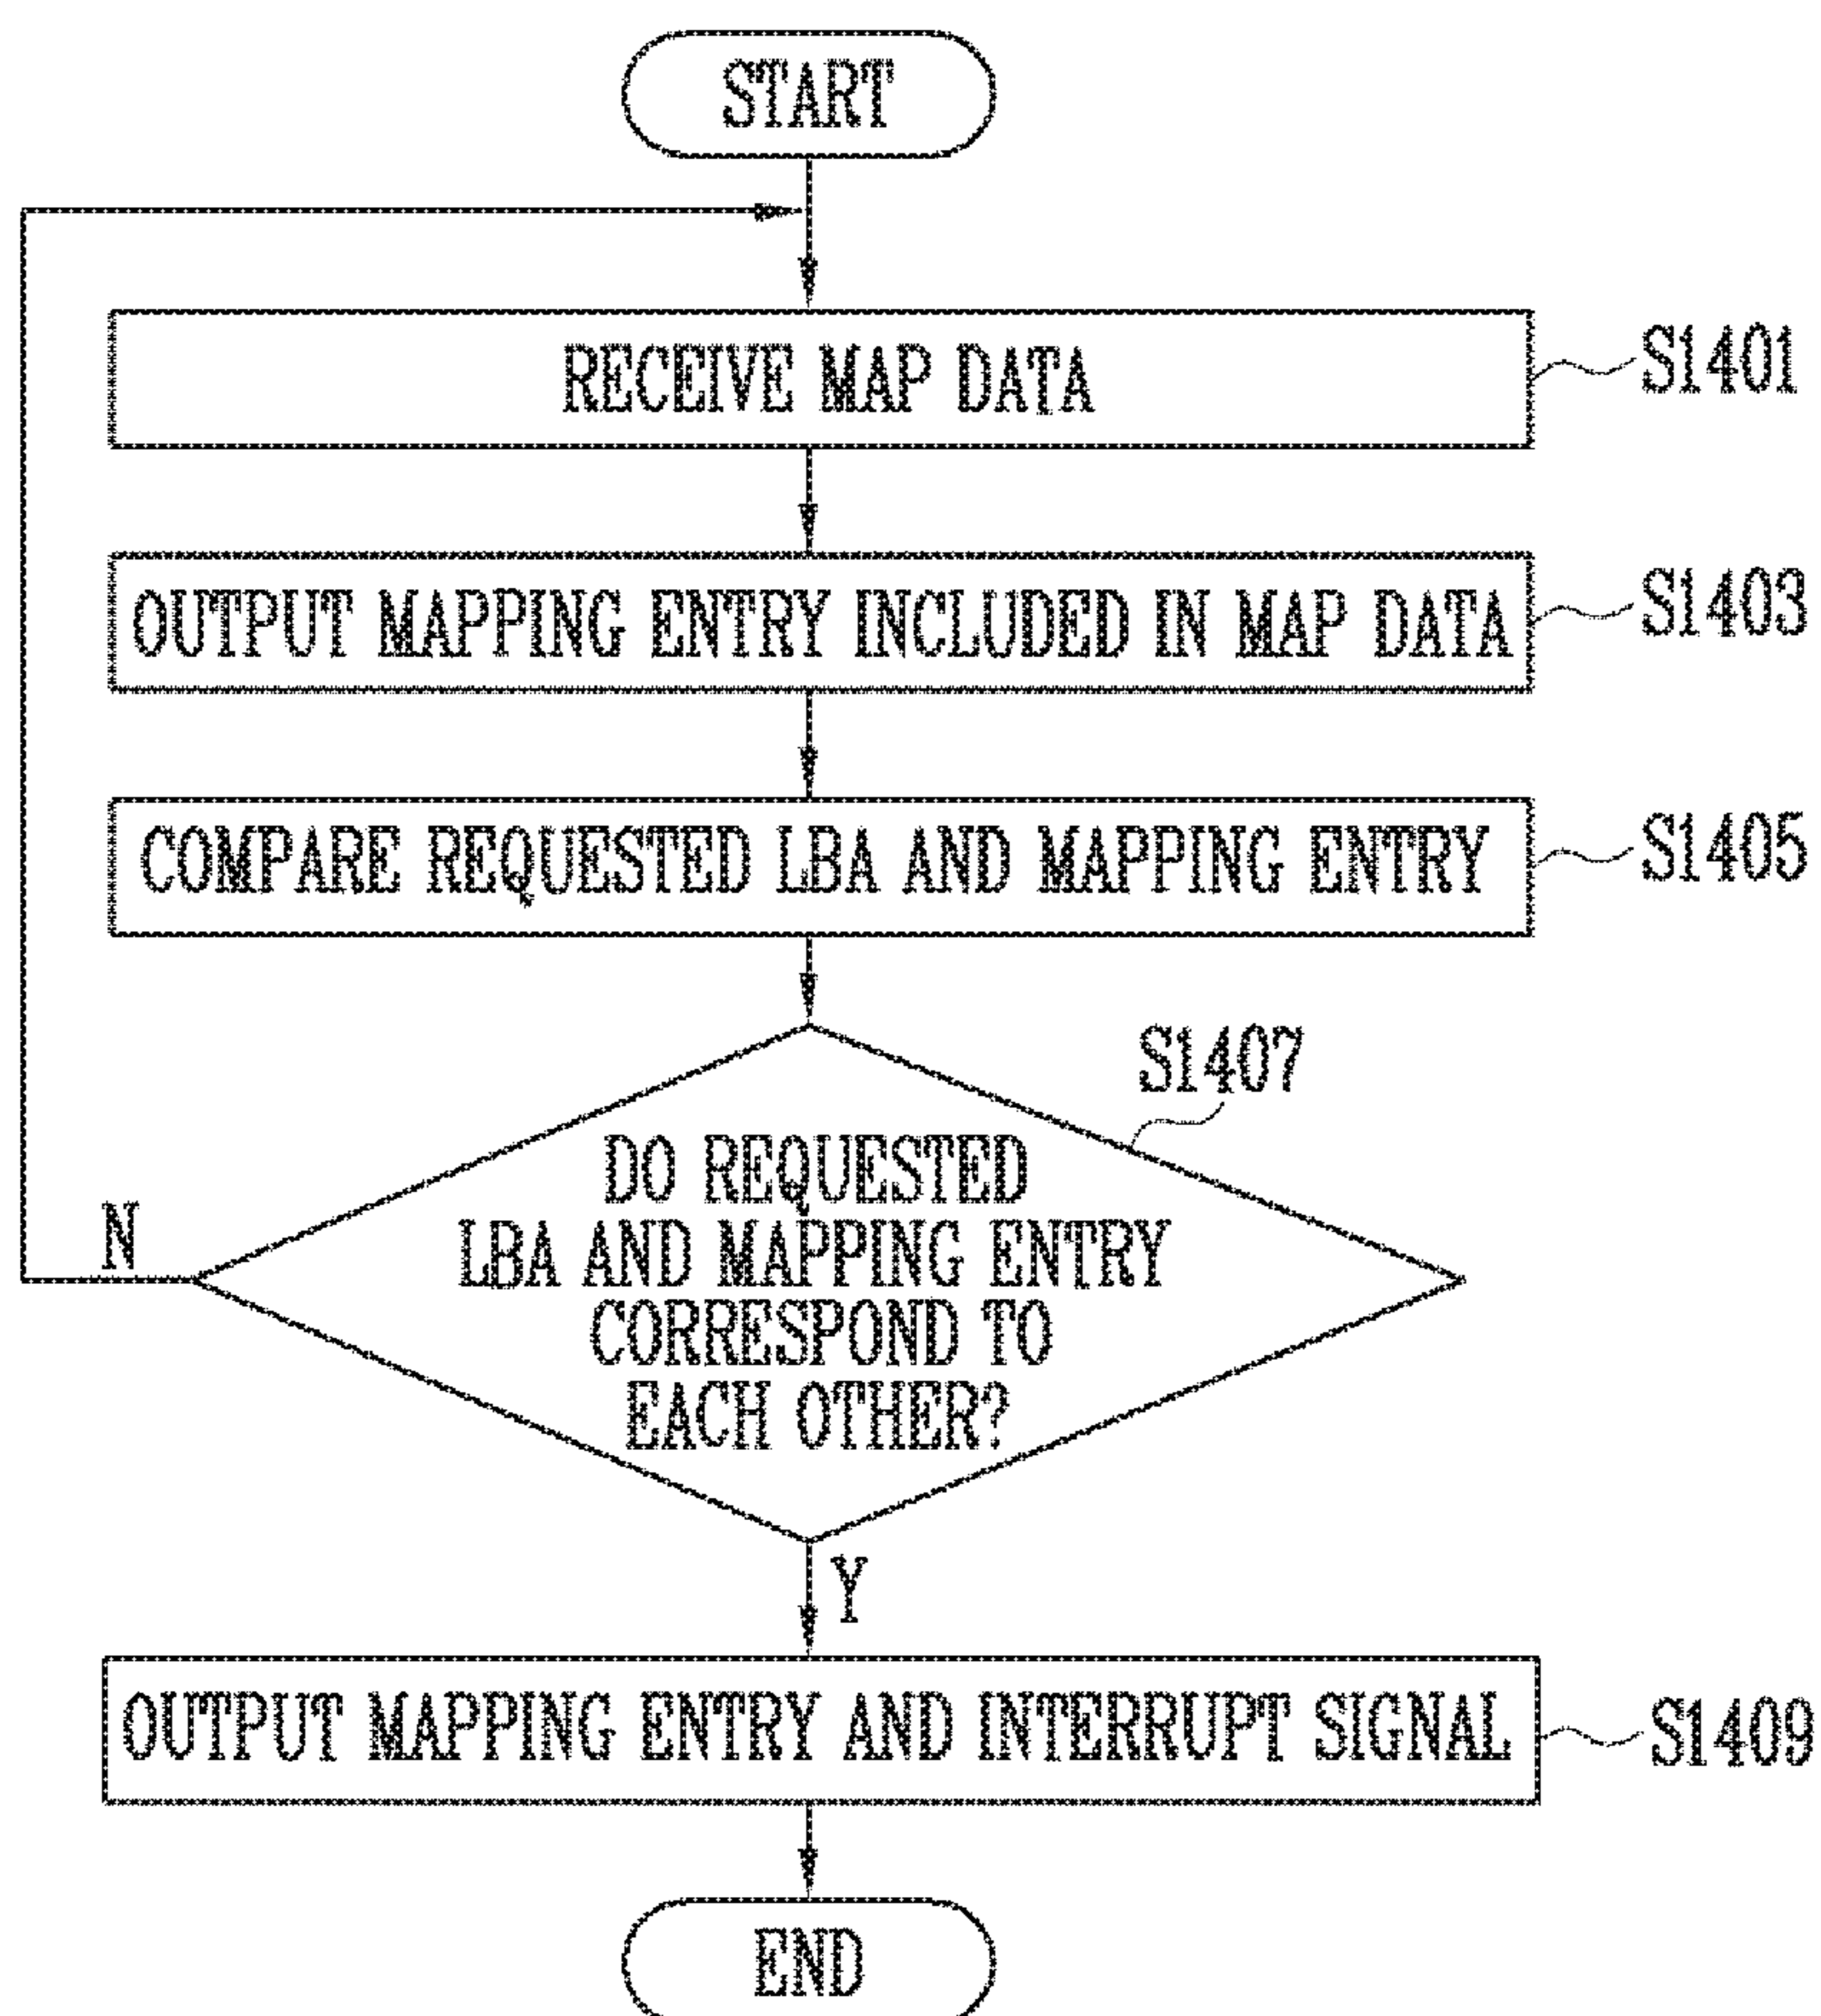 START
RECEIVE MAP DATA
S1401
OUTPUT MAPPING ENTRY INCLUDED IN MAP DATA
S1403
COMPARE REQUESTED LBA AND MAPPING ENTRY
S1405
S1407
DO REQUESTED
LBA AND MAPPING ENTRY
CORRESPOND TO
EACH OTHER?
N
Y
OUTPUT MAPPING ENTRY AND INTERRUPT SIGNAL
S1409
END